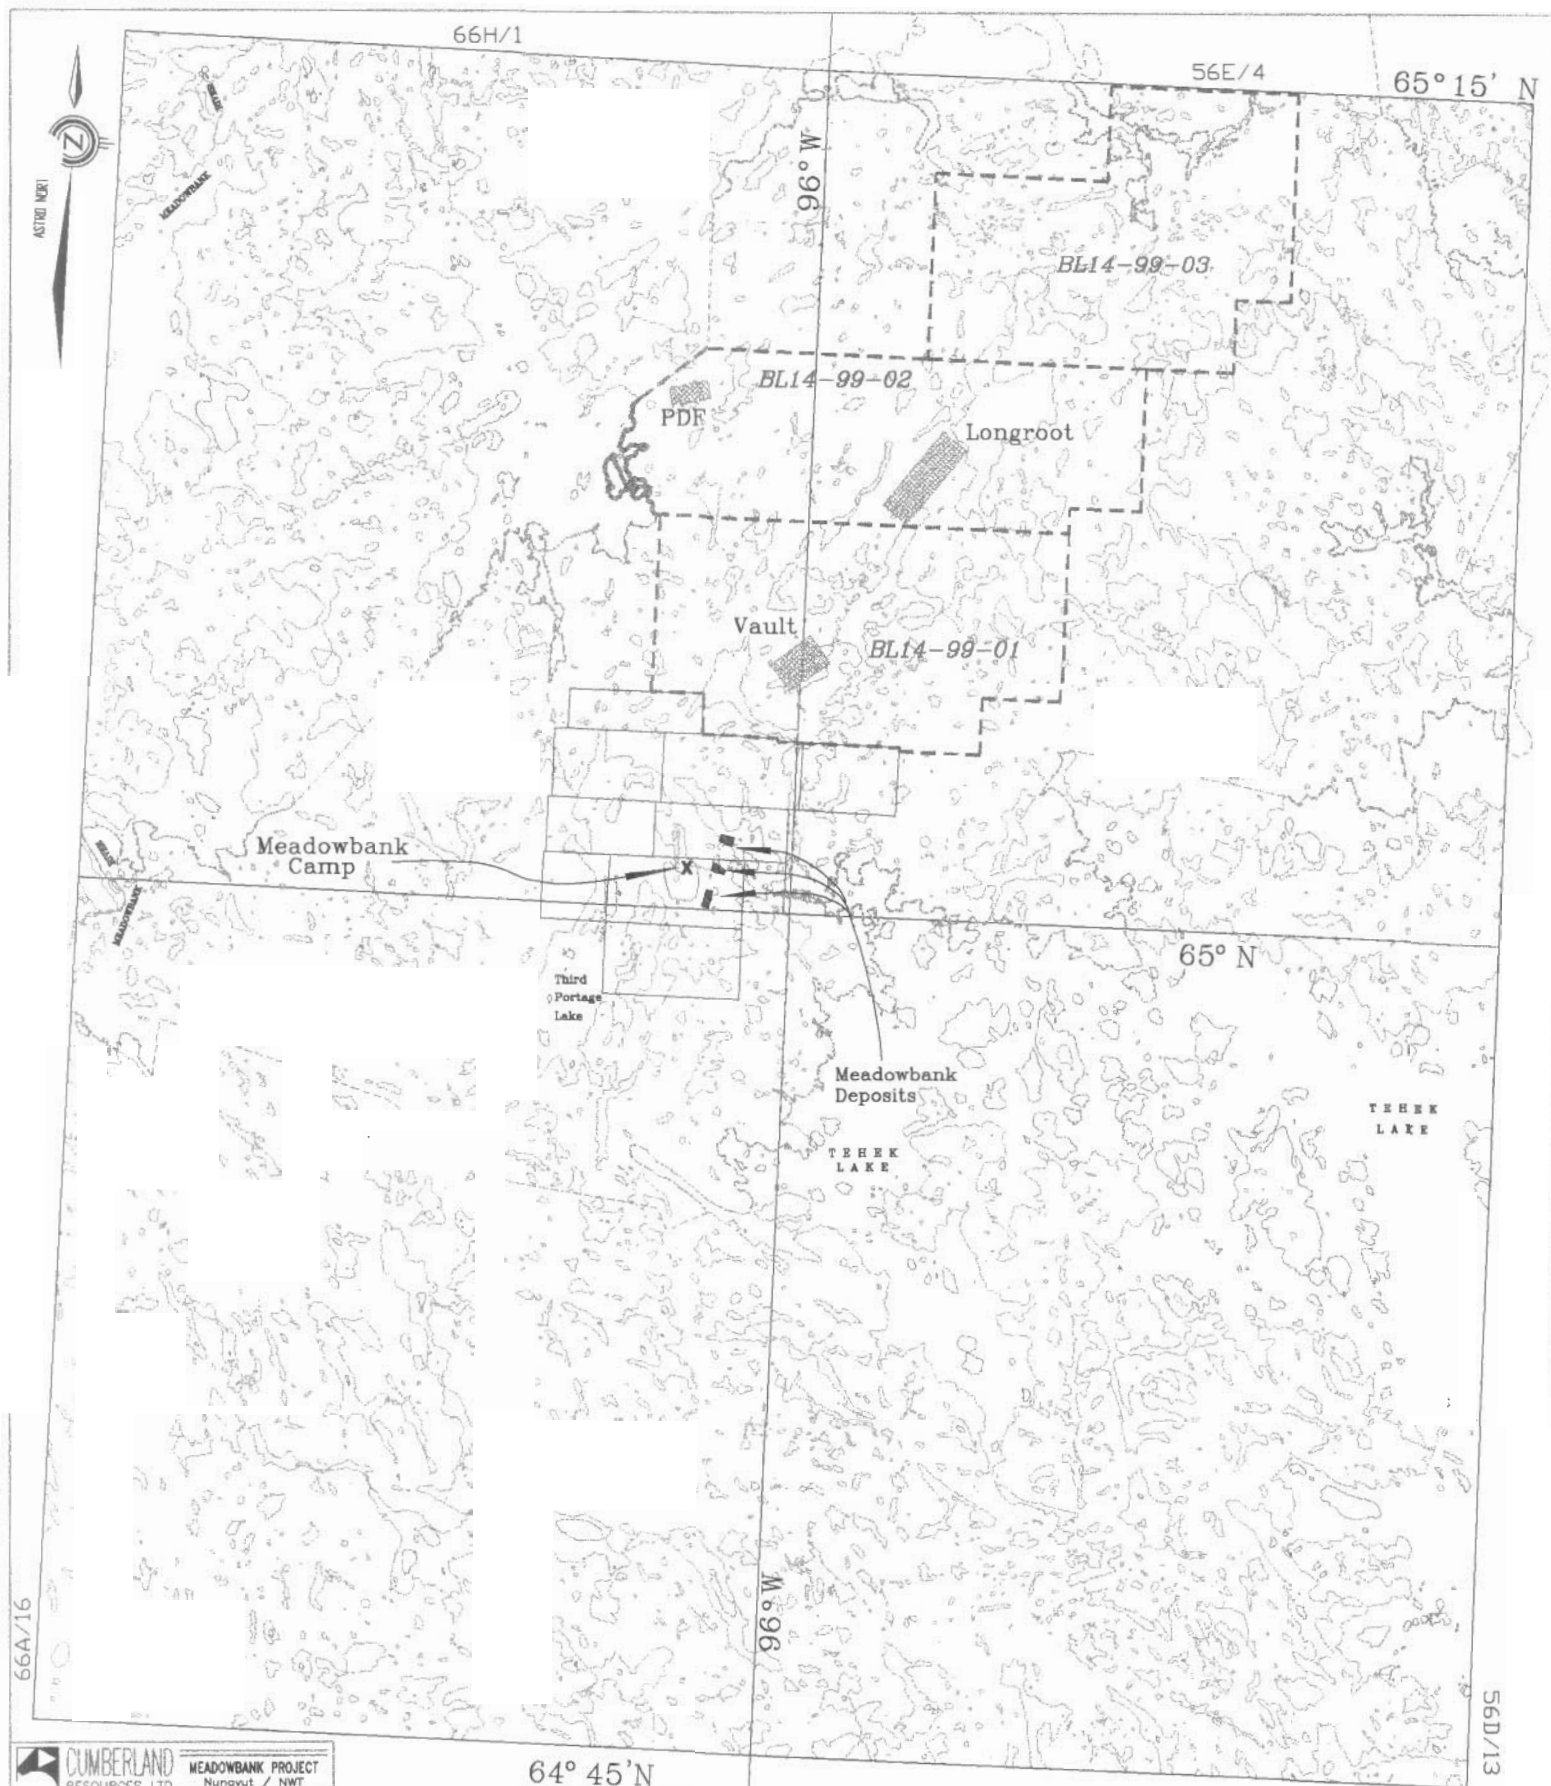 66H/1
56E/4
65° 15' N
96° W
MEADOWBANK
ASTRO NORT
BL14-99-03
BL14-99-02
PDF
Longroot
Vault
BL14-99-01
Meadowbank
Camp
MEADOWBANK
65° N
Third
Portage
Lake
Meadowbank
Deposits
TEHEK
LAKE
TEHEK
LAKE
96° W
66A/16
56D/13
64° 45'N
CUMBERLAND
RESOURCES LTD.
MEADOWBANK PROJECT
Nunavut / NWT